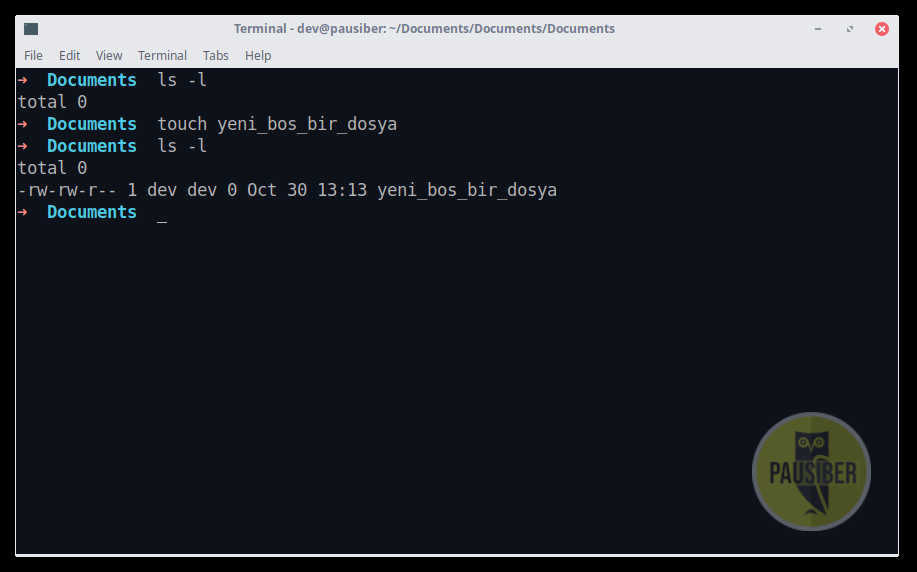 Terminal - dev@pausiber: ~/Documents/Documents/Documents
File Edit View Terminal Tabs Help
➜ Documents ls -l
total 0
➜ Documents touch yeni_bos_bir_dosya
➜ Documents ls -l
total 0
-rw-rw-r-- 1 dev dev 0 Oct 30 13:13 yeni_bos_bir_dosya
➜ Documents _
PAUSIBER